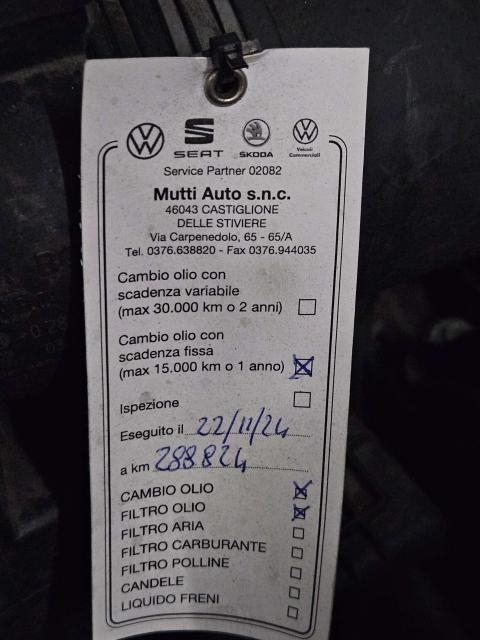 SEAT ŠKODA Veicoli Commerciali
Service Partner 02082
Mutti Auto s.n.c.
46043 CASTIGLIONE
DELLE STIVIERE
Via Carpenedolo, 65 - 65/A
Tel. 0376.638820 - Fax 0376.944035
Cambio olio con
scadenza variabile
(max 30.000 km o 2 anni)
Cambio olio con
scadenza fissa
(max 15.000 km o 1 anno)
Ispezione
Eseguito il 22/11/24
a km 288824
CAMBIO OLIO
FILTRO OLIO
FILTRO ARIA
FILTRO CARBURANTE
FILTRO POLLINE
CANDELE
LIQUIDO FRENI